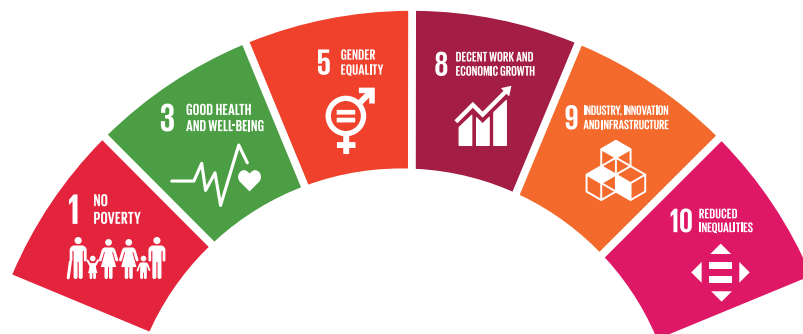 1 NO
POVERTY
3 GOOD HEALTH
AND WELL-BEING
5 GENDER
EQUALITY
8 DECENT WORK AND
ECONOMIC GROWTH
9 INDUSTRY, INNOVATION
AND INFRASTRUCTURE
10 REDUCED
INEQUALITIES